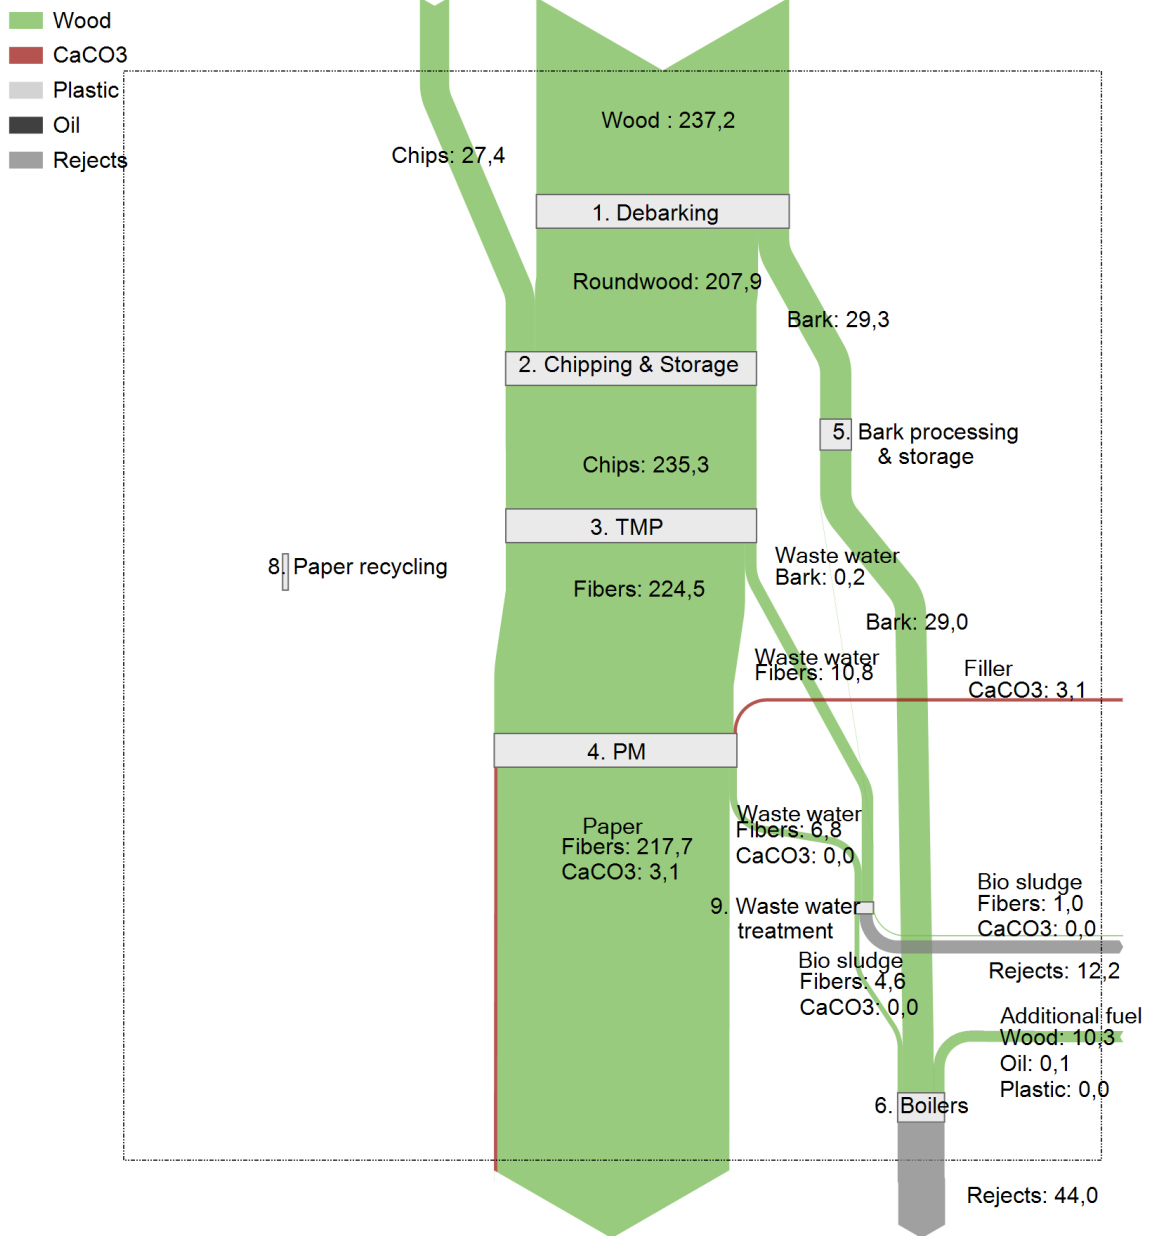 Wood
CaCO3
Plastic
Oil
Rejects
Wood : 237,2
Chips: 27,4
1. Debarking
Roundwood: 207,9
Bark: 29,3
2. Chipping & Storage
5. Bark processing
& storage
Chips: 235,3
3. TMP
Waste water
Bark: 0,2
8. Paper recycling
Fibers: 224,5
Bark: 29,0
Waste water
Fibers: 10,8
Filler
CaCO3: 3,1
4. PM
Paper
Fibers: 217,7
CaCO3: 3,1
Waste water
Fibers: 6,8
CaCO3: 0,0
9. Waste water
treatment
Bio sludge
Fibers: 1,0
CaCO3: 0,0
Rejects: 12,2
Bio sludge
Fibers: 4,6
CaCO3: 0,0
Additional fuel
Wood: 10,3
Oil: 0,1
Plastic: 0,0
6. Boilers
Rejects: 44,0